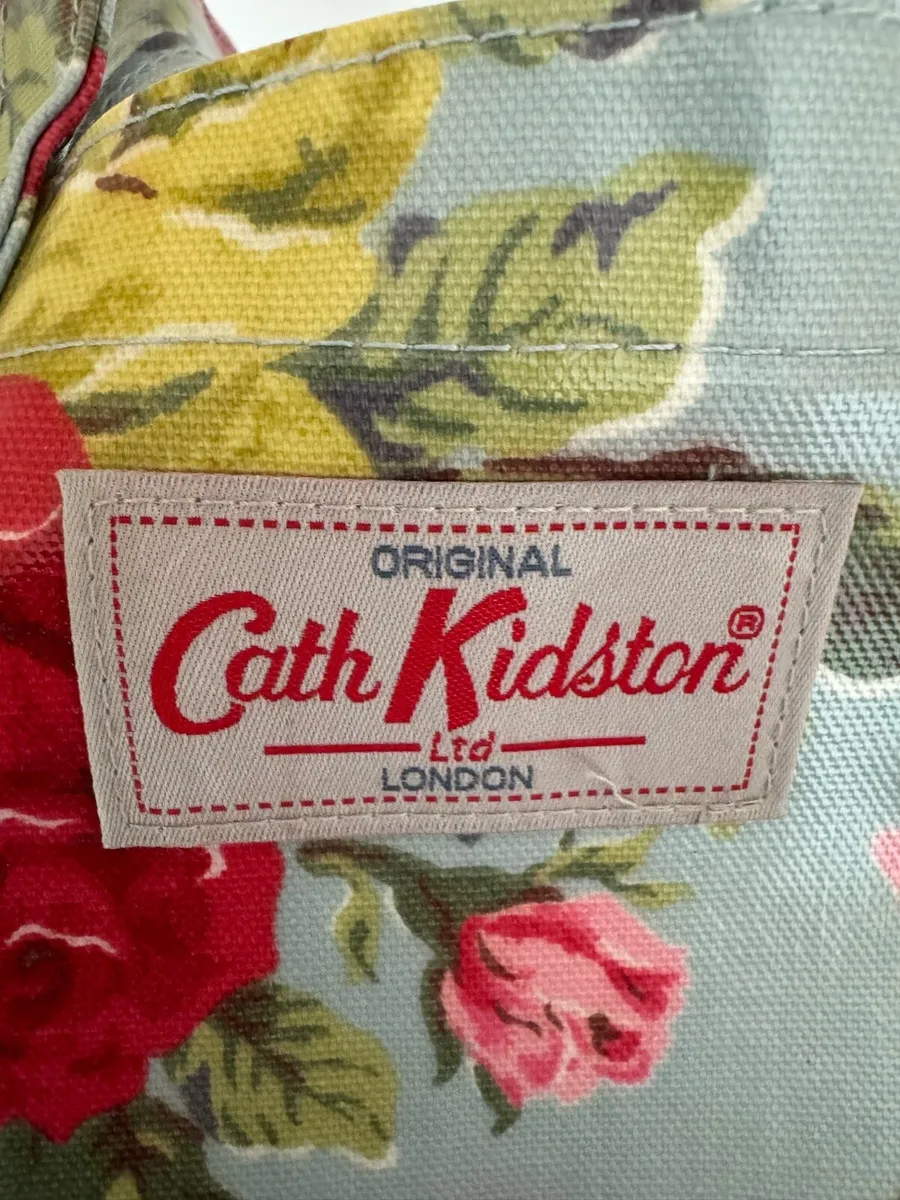 ORIGINAL
Cath Kidston®
Ltd
LONDON